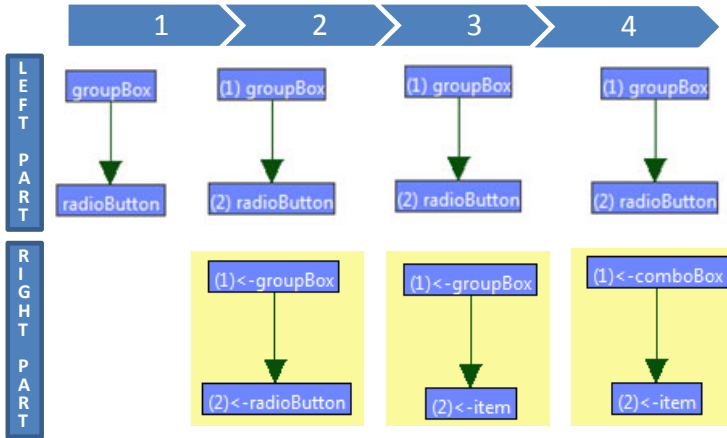 1 2 3 4
LEFT PART
groupBox (1) groupBox (1) groupBox (1) groupBox
radioButton (2) radioButton (2) radioButton (2) radioButton
RIGHT PART
(1)<-groupBox (1)<-groupBox (1)<-comboBox
(2)<-radioButton (2)<-item (2)<-item